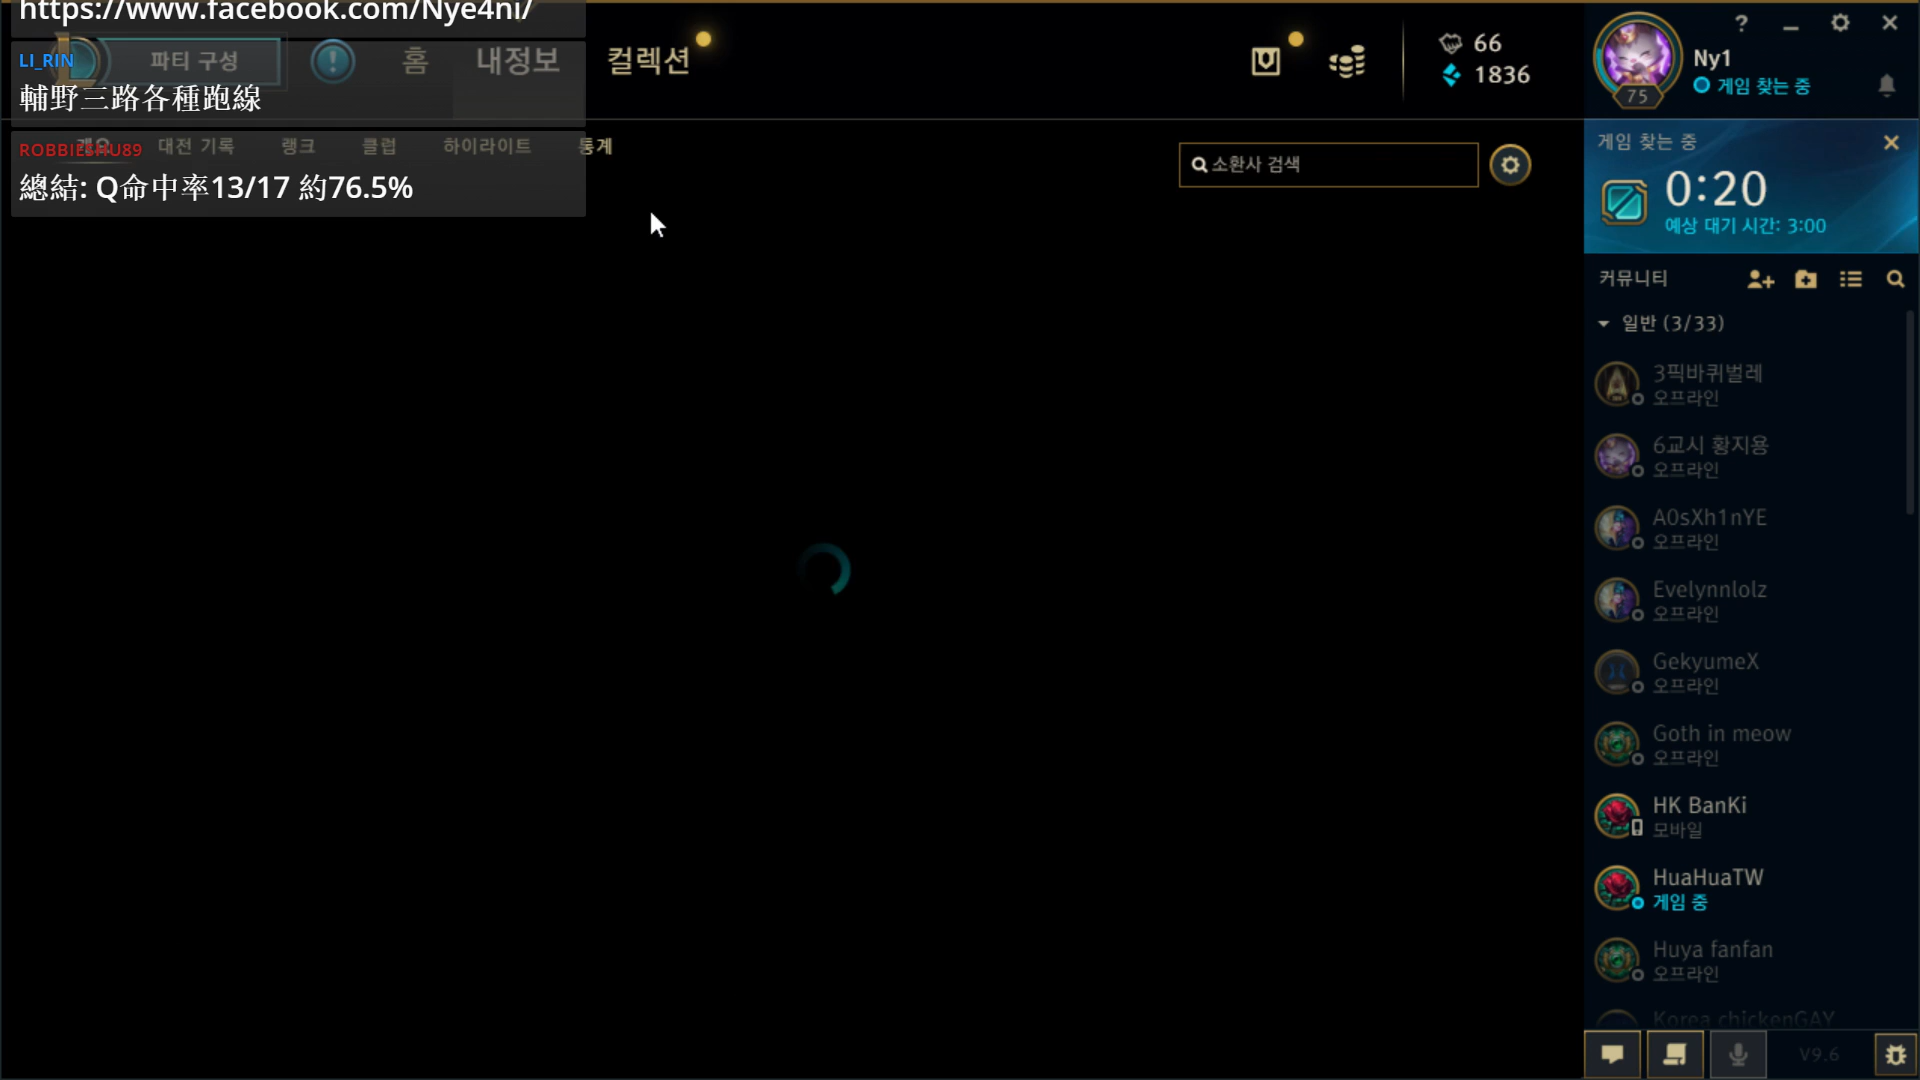 https://www.facebook.com/Nye4ni/
LI_RIN
輔野三路各種跑線
ROBBIESHU89
總結: Q命中率13/17 約76.5%
파티 구성
홈
내정보
컬렉션
66
1836
개요
대전 기록
랭크
클럽
하이라이트
통계
소환사 검색
Ny1
75
게임 찾는 중
게임 찾는 중
0:20
예상 대기 시간: 3:00
커뮤니티
일반 (3/33)
3픽바퀴벌레
오프라인
6교시 황지용
오프라인
A0sXh1nYE
오프라인
Evelynnlolz
오프라인
GekyumeX
오프라인
Goth in meow
오프라인
HK BanKi
모바일
HuaHuaTW
게임 중
Huya fanfan
오프라인
Korea chickenGAY
V9.6